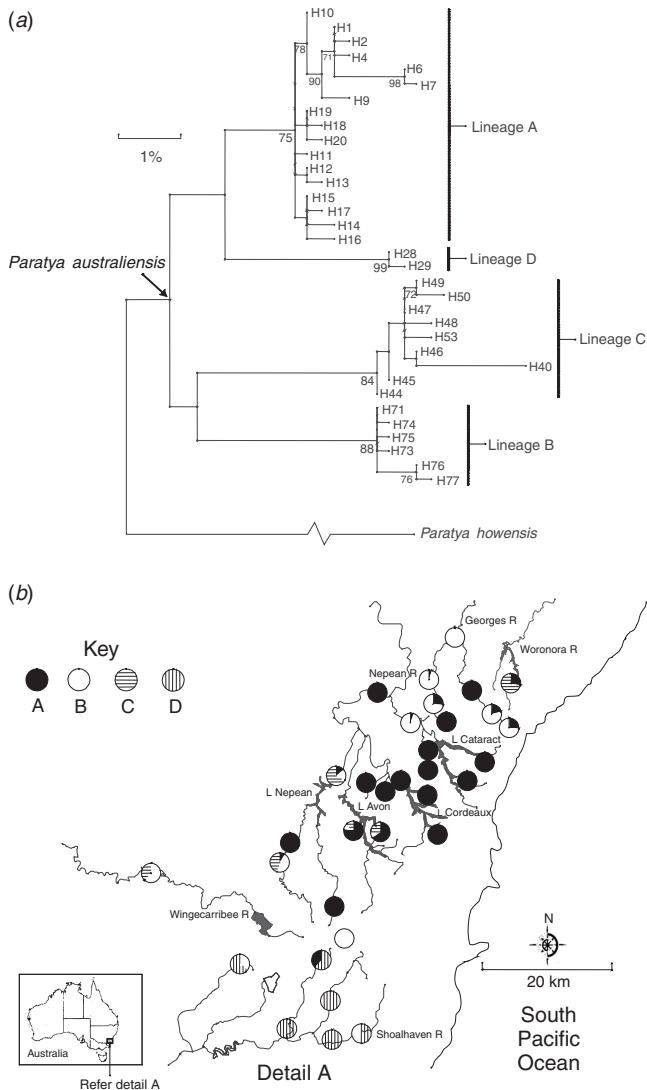 (a)
H10
H1
H2
78
71
H4
H6
90
98
H7
H9
H19
H18
75
H20
Lineage A
1%
H11
H12
H13
H15
H17
H14
H16
H28
99
H29
Lineage D
Paratya australiensis
H49
72
H50
H47
H48
H53
Lineage C
H46
H40
84
H45
H44
H71
H74
H75
88
H73
Lineage B
H76
76
H77
Paratya howensis
(b)
Key
A B C D
Georges R
Woronora R
Nepean R
L Cataract
L Nepean
L Avon
L Cordeaux
Wingecarribee R
N
20 km
Shoalhaven R
South
Pacific
Ocean
Australia
Refer detail A
Detail A